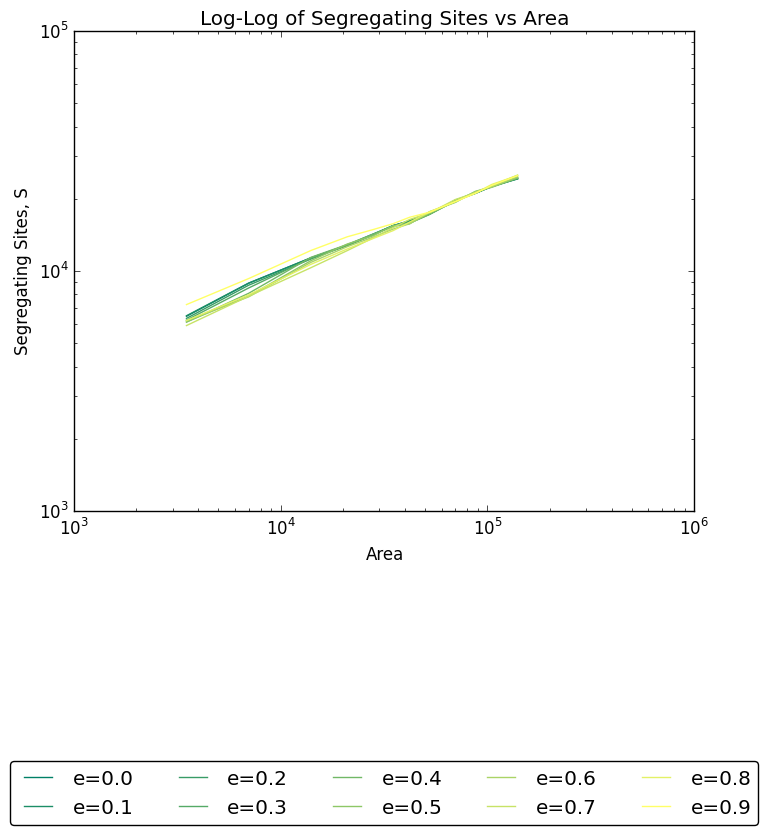 Log-Log of Segregating Sites vs Area
10^5
10^4
10^3
Segregating Sites, S
10^3 10^4 10^5 10^6
Area
e=0.0 e=0.2 e=0.4 e=0.6 e=0.8
e=0.1 e=0.3 e=0.5 e=0.7 e=0.9